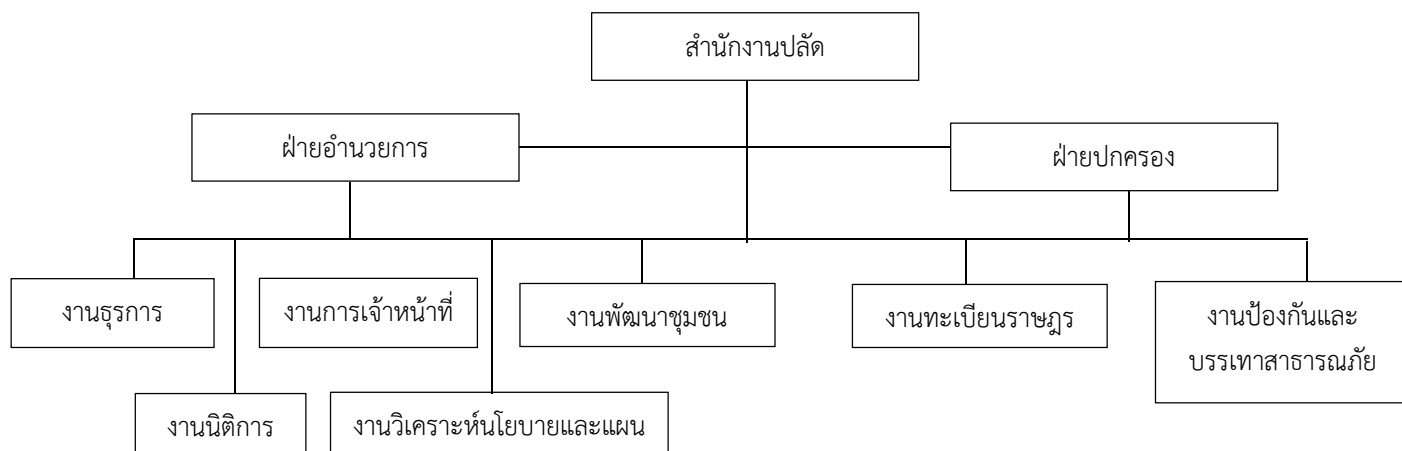 สำนักงานปลัด
ฝ่ายอำนวยการ
ฝ่ายปกครอง
งานธุรการ
งานการเจ้าหน้าที่
งานพัฒนาชุมชน
งานทะเบียนราษฎร
งานป้องกันและ
บรรเทาสาธารณภัย
งานนิติการ
งานวิเคราะห์นโยบายและแผน